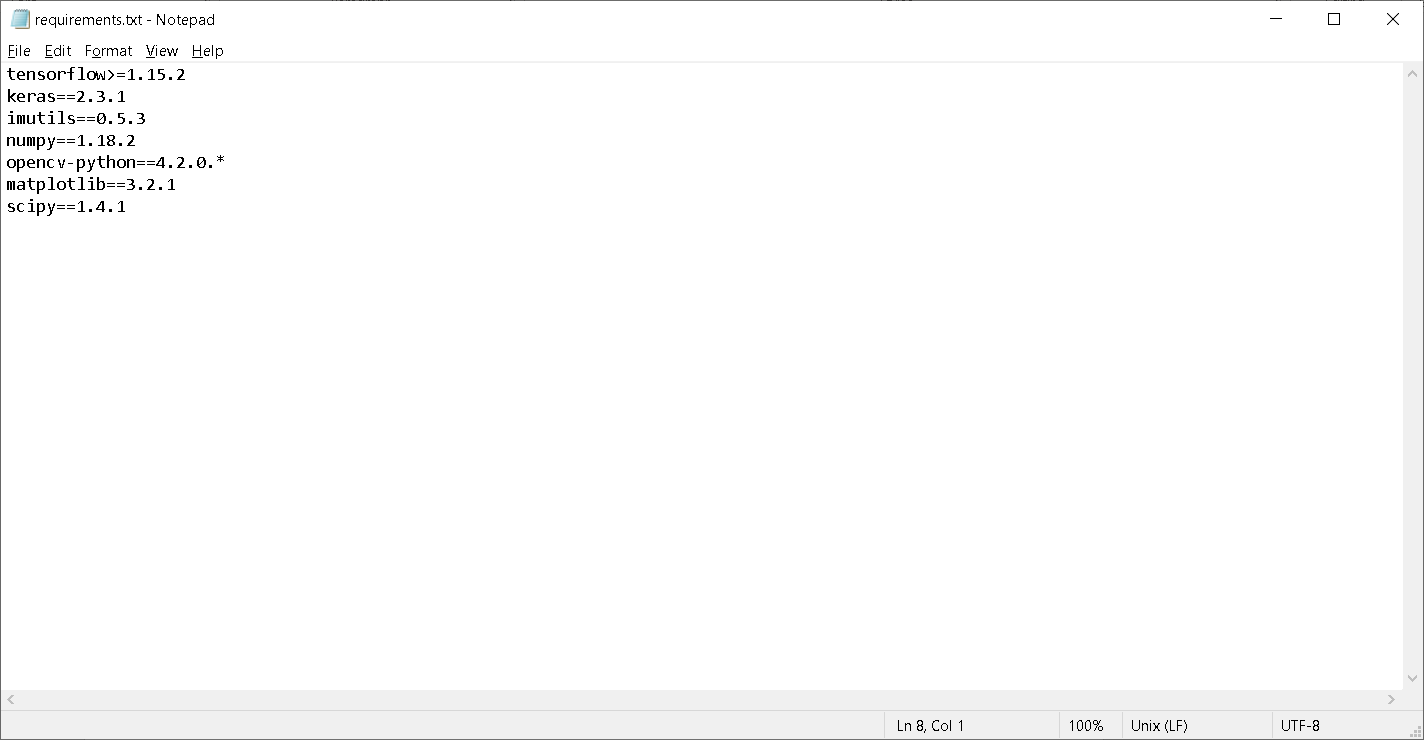 requirements.txt - Notepad
File Edit Format View Help
tensorflow>=1.15.2
keras==2.3.1
imutils==0.5.3
numpy==1.18.2
opencv-python==4.2.0.*
matplotlib==3.2.1
scipy==1.4.1
Ln 8, Col 1 100% Unix (LF) UTF-8